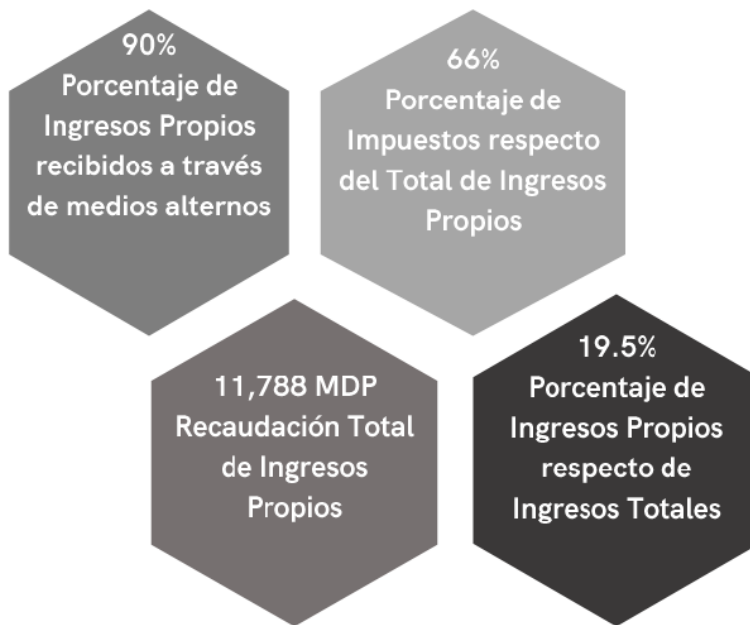 90%
Porcentaje de
Ingresos Propios
recibidos a través
de medios alternos
66%
Porcentaje de
Impuestos respecto
del Total de Ingresos
Propios
11,788 MDP
Recaudación Total
de Ingresos
Propios
19.5%
Porcentaje de
Ingresos Propios
respecto de
Ingresos Totales